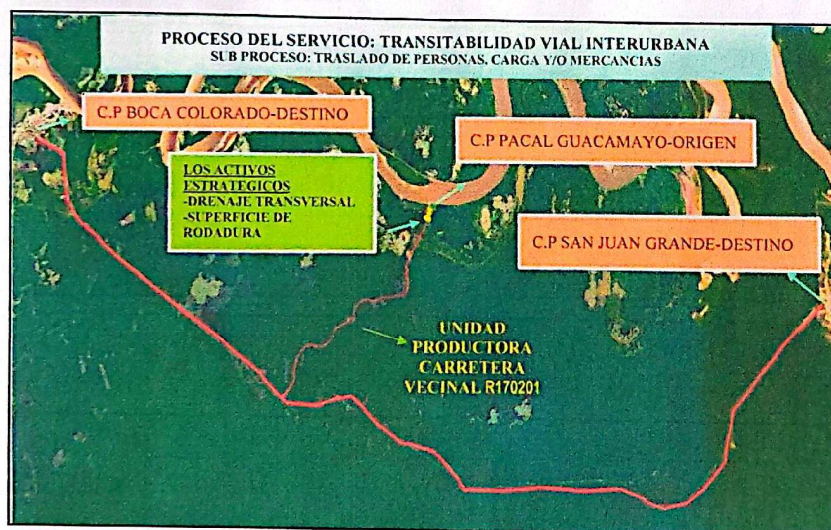 PROCESO DEL SERVICIO: TRANSITABILIDAD VIAL INTERURBANA
SUB PROCESO: TRASLADO DE PERSONAS, CARGA Y/O MERCANCIAS
C.P BOCA COLORADO-DESTINO
C.P PACAL GUACAMAYO-ORIGEN
LOS ACTIVOS
ESTRATEGICOS
-DRENAJE TRANSVERSAL
-SUPERFICIE DE
RODADURA
C.P SAN JUAN GRANDE-DESTINO
UNIDAD
PRODUCTORA
CARRETERA
VECINAL R170201